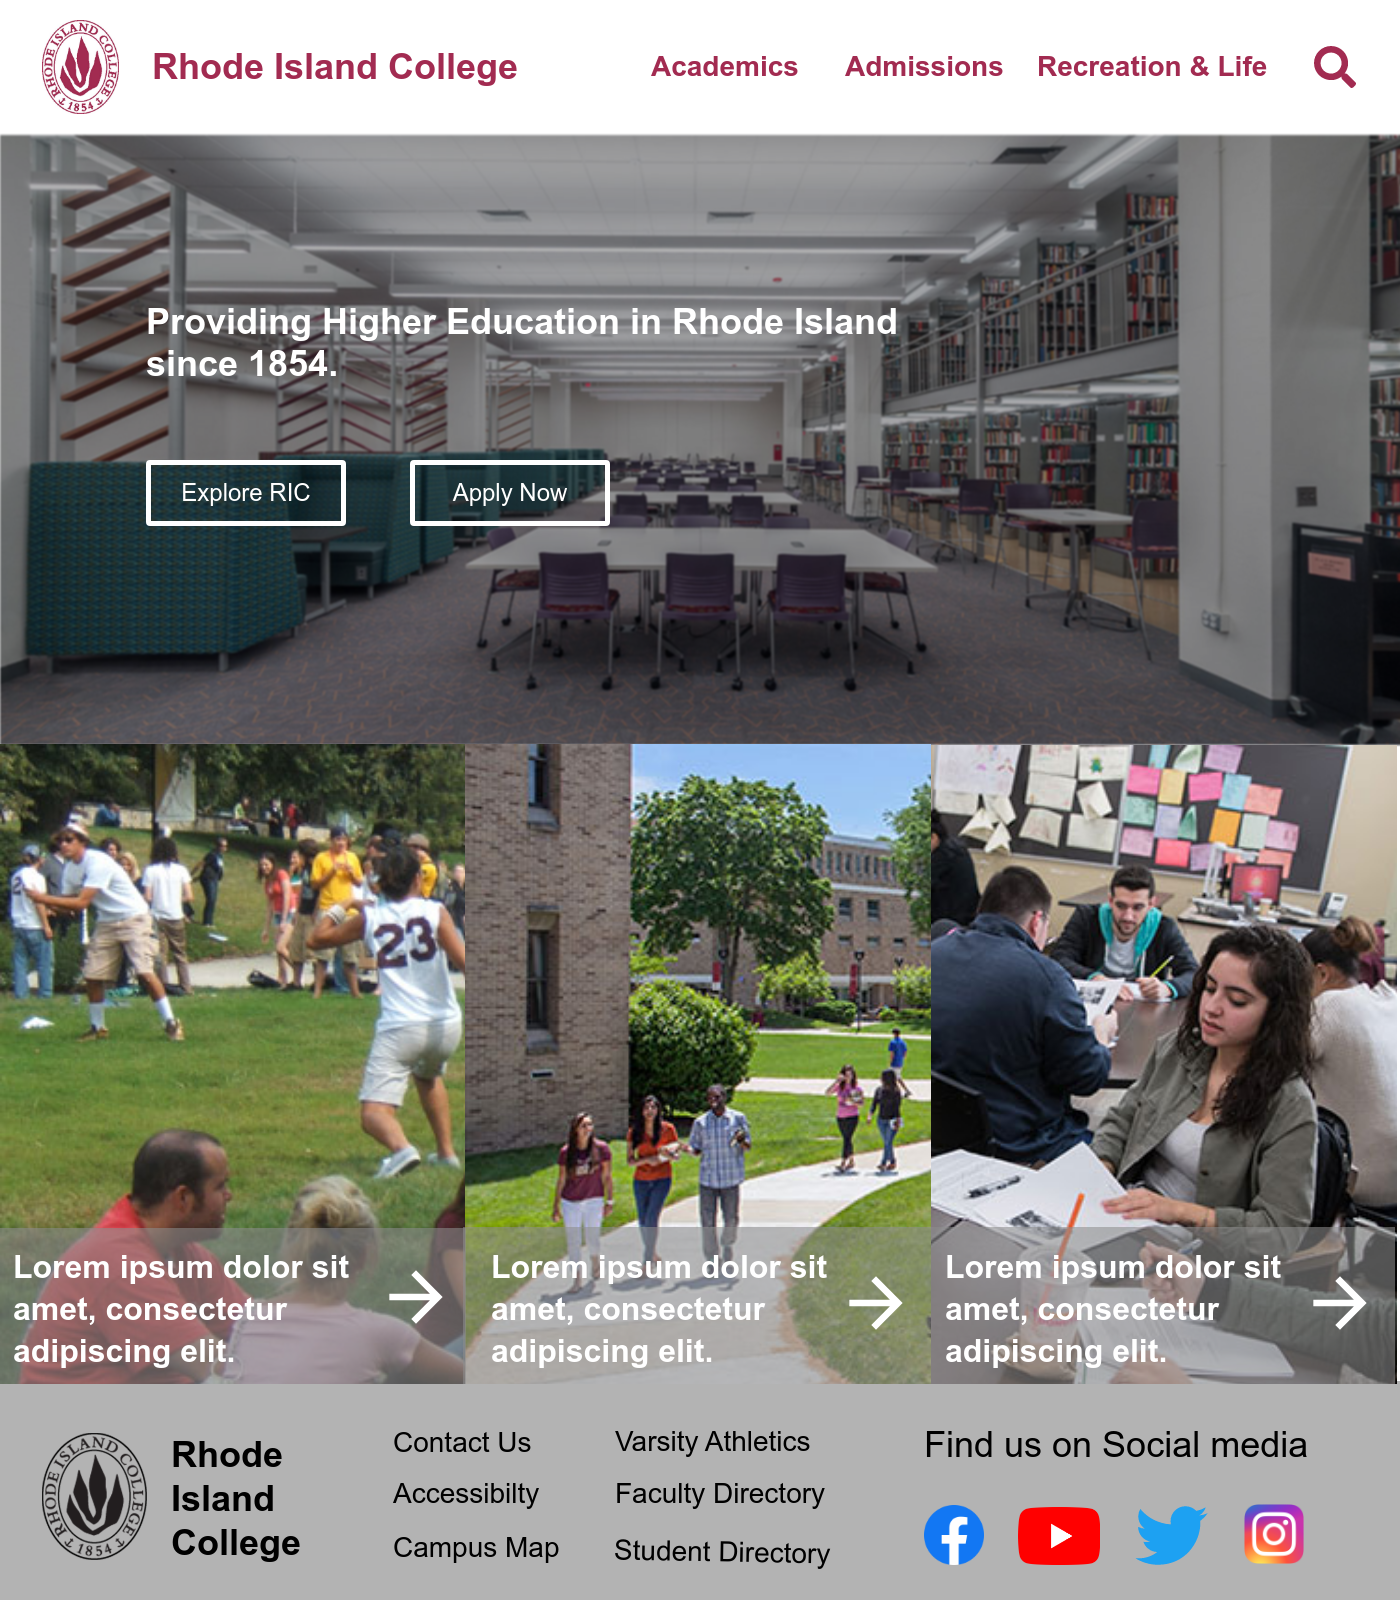 RHODE ISLAND COLLEGE
1854
Rhode Island College
Academics
Admissions
Recreation & Life
Providing Higher Education in Rhode Island
since 1854.
Explore RIC
Apply Now
23
Lorem ipsum dolor sit
amet, consectetur
adipiscing elit.
Lorem ipsum dolor sit
amet, consectetur
adipiscing elit.
Lorem ipsum dolor sit
amet, consectetur
adipiscing elit.
RHODE ISLAND COLLEGE
1854
Rhode
Island
College
Contact Us
Accessibilty
Campus Map
Varsity Athletics
Faculty Directory
Student Directory
Find us on Social media